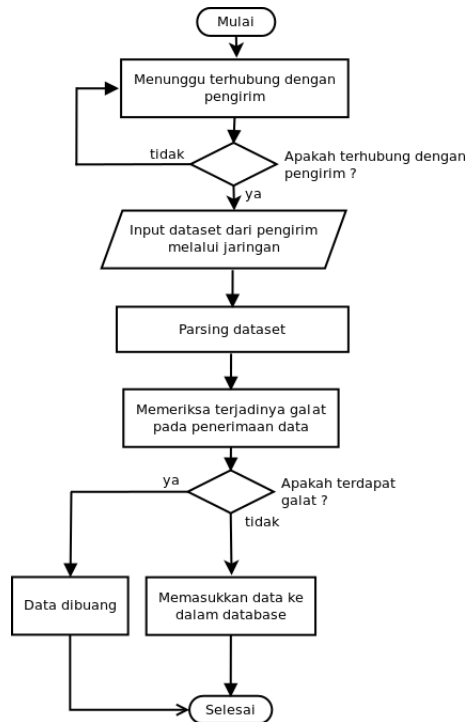 Mulai
Menunggu terhubung dengan
pengirim
tidak
Apakah terhubung dengan
pengirim ?
ya
Input dataset dari pengirim
melalui jaringan
Parsing dataset
Memeriksa terjadinya galat
pada penerimaan data
ya
Apakah terdapat
galat ?
tidak
Data dibuang
Memasukkan data ke
dalam database
Selesai